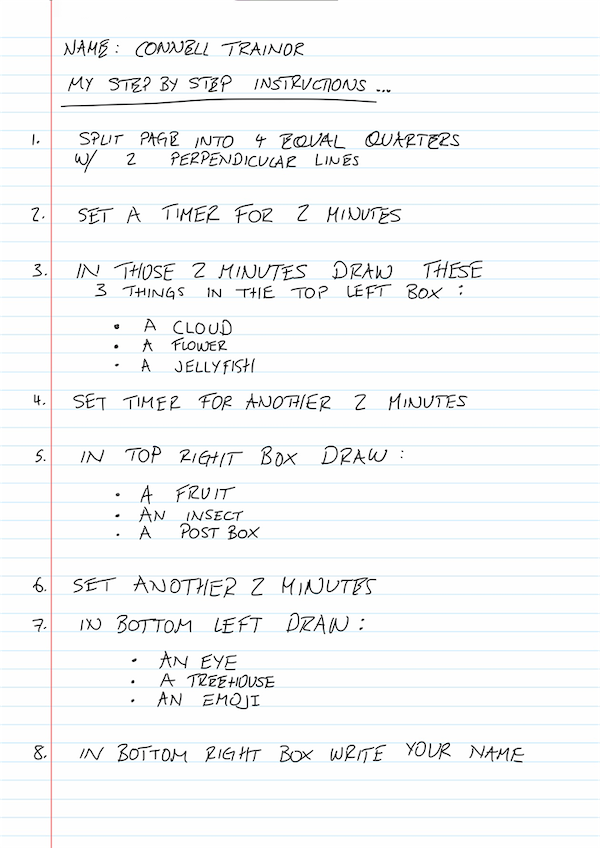 NAME: CONNELL TRAINOR
MY STEP BY STEP INSTRUCTIONS...
1. SPLIT PAGE INTO 4 EQUAL QUARTERS
W/ 2 PERPENDICULAR LINES
2. SET A TIMER FOR 2 MINUTES
3. IN THOSE 2 MINUTES DRAW THESE
3 THINGS IN THE TOP LEFT BOX:
• A CLOUD
• A FLOWER
• A JELLYFISH
4. SET TIMER FOR ANOTHER 2 MINUTES
5. IN TOP RIGHT BOX DRAW:
• A FRUIT
• AN INSECT
• A POST BOX
6. SET ANOTHER 2 MINUTES
7. IN BOTTOM LEFT DRAW:
• AN EYE
• A TREEHOUSE
• AN EMOJI
8. IN BOTTOM RIGHT BOX WRITE YOUR NAME